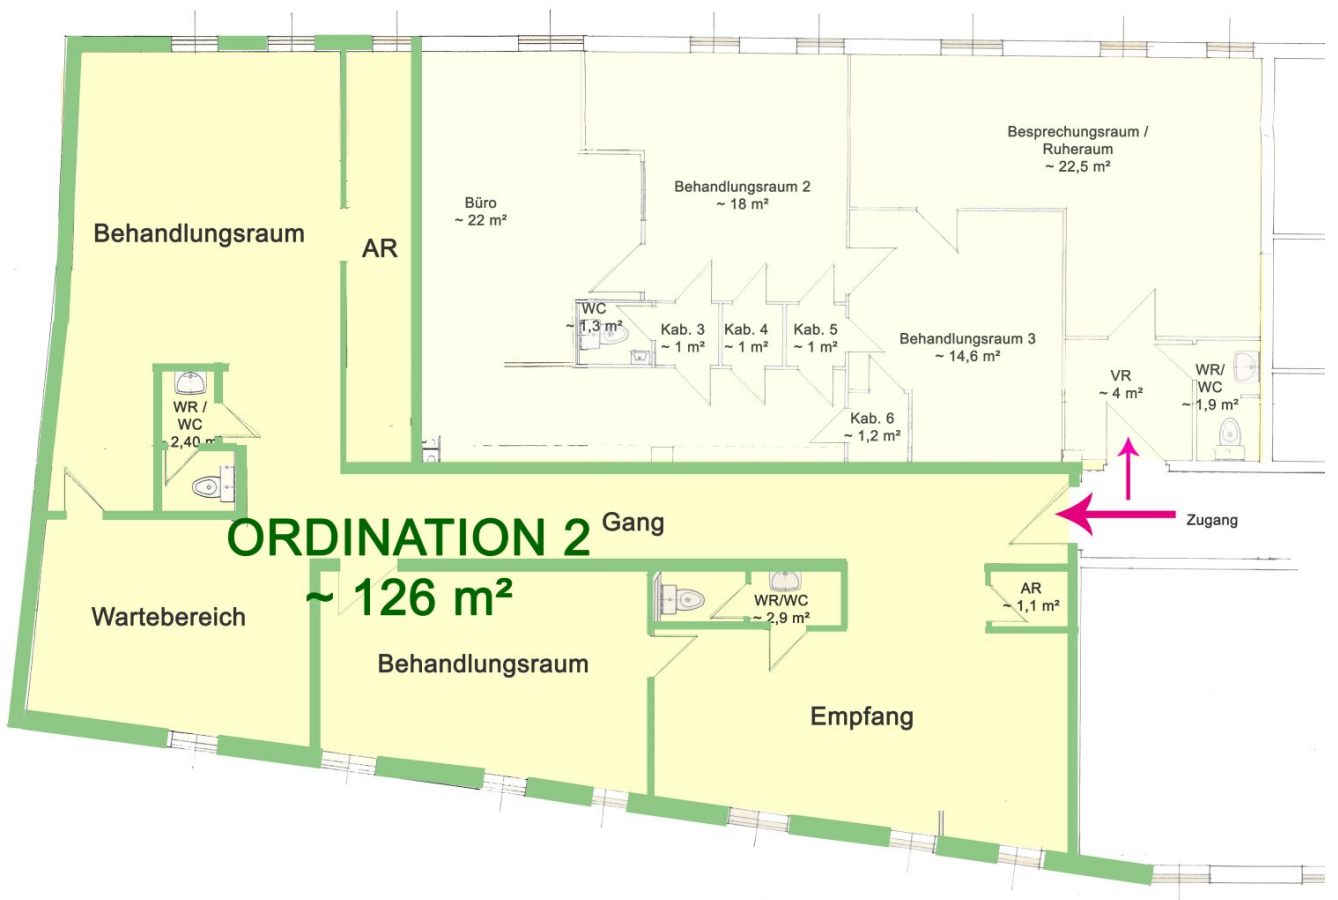 Besprechungsraum /
Ruheraum
~ 22,5 m²
Behandlungsraum 2
~ 18 m²
Büro
~ 22 m²
Behandlungsraum
AR
WC
~ 1,3 m²
Kab. 3
~ 1 m²
Kab. 4
~ 1 m²
Kab. 5
~ 1 m²
Behandlungsraum 3
~ 14,6 m²
VR
~ 4 m²
WR/
WC
~ 1,9 m²
WR /
WC
2,40 m
Kab. 6
~ 1,2 m²
ORDINATION 2
~ 126 m²
Gang
Zugang
Wartebereich
Behandlungsraum
WR/WC
~ 2,9 m²
AR
~ 1,1 m²
Empfang